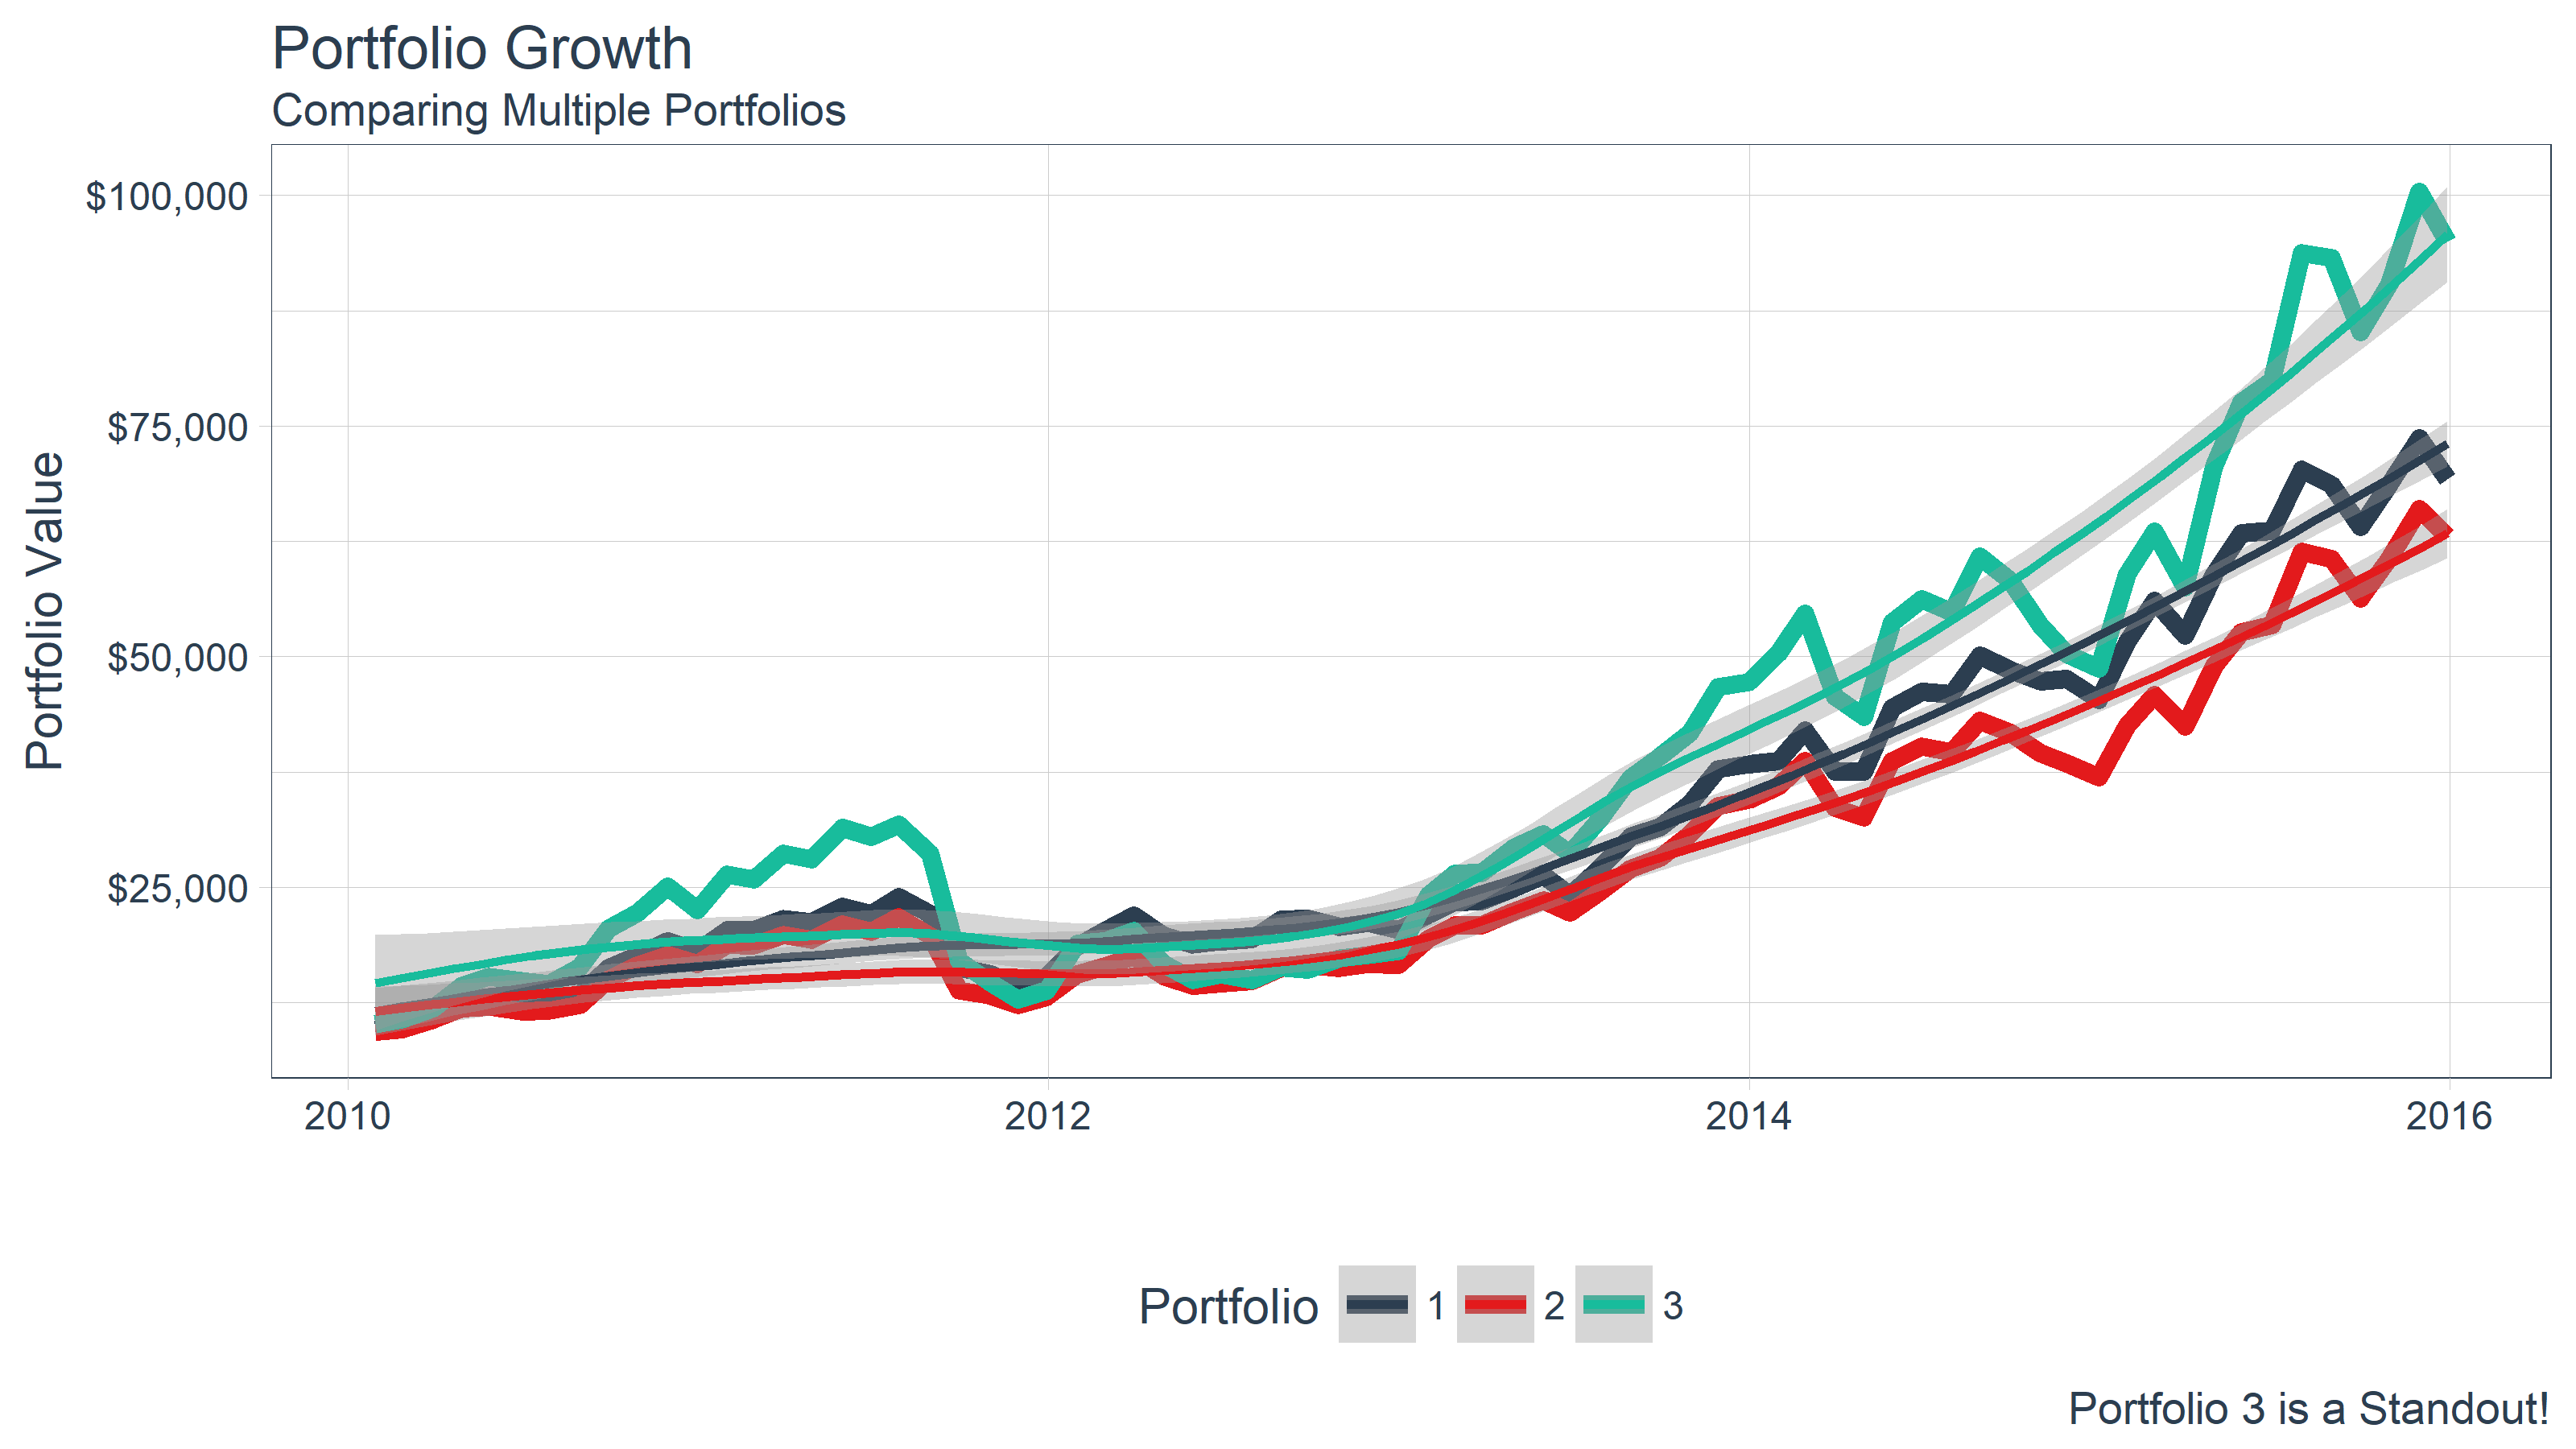 Portfolio Growth
Comparing Multiple Portfolios
Portfolio Value
$100,000
$75,000
$50,000
$25,000
2010 2012 2014 2016
Portfolio 1 2 3
Portfolio 3 is a Standout!